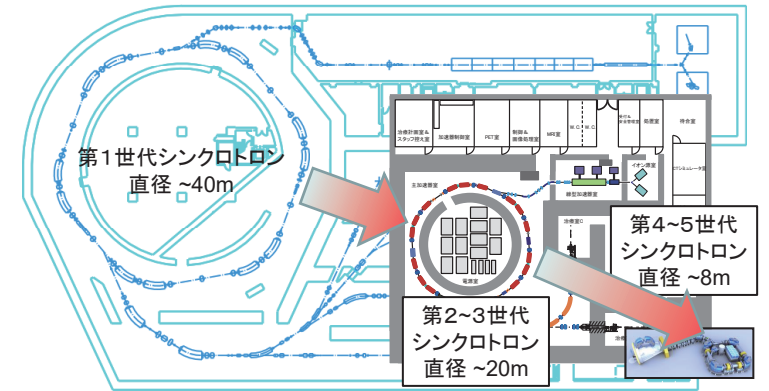 第1世代シンクロトロン
直径 ~40m
治療計画室&
スタッフ控え室
加速器制御室
PET室
制御&
画像処理室
MRI室
W.C.
W.C.
処置室
待合室
イオン源室
線型加速器室
主加速器室
電源室
治療室C
第2~3世代
シンクロトロン
直径 ~20m
第4~5世代
シンクロトロン
直径 ~8m